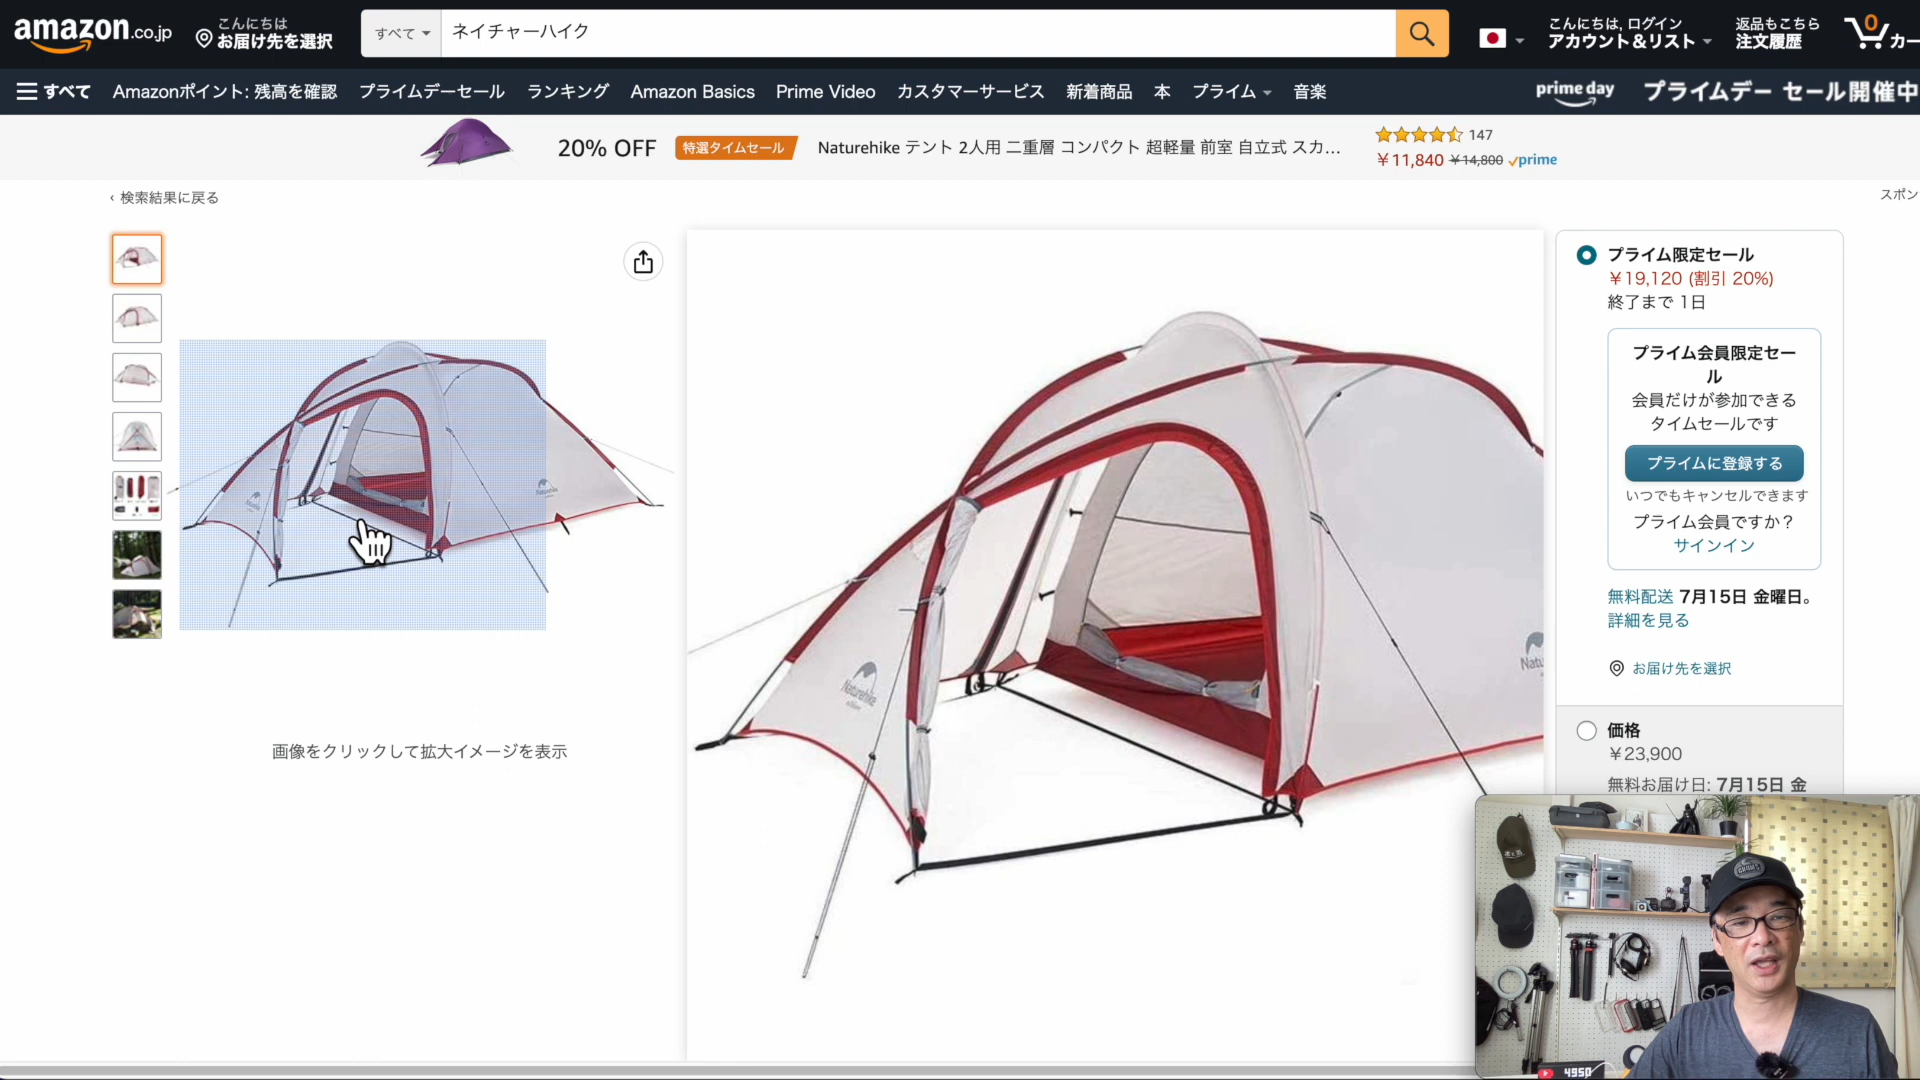 amazon.co.jp
こんにちは
お届け先を選択
すべて
ネイチャーハイク
こんにちは, ログイン
アカウント＆リスト
返品もこちら
注文履歴
0
カー
すべて
Amazonポイント: 残高を確認
プライムデーセール
ランキング
Amazon Basics
Prime Video
カスタマーサービス
新着商品
本
プライム
音楽
prime day
プライムデー セール開催中
20% OFF
特選タイムセール
Naturehike テント 2人用 二重層 コンパクト 超軽量 前室 自立式 スカ...
147
￥11,840 ￥14,800 prime
‹ 検索結果に戻る
スポン
プライム限定セール
￥19,120 (割引 20%)
終了まで 1日
プライム会員限定セー
ル
会員だけが参加できる
タイムセールです
プライムに登録する
いつでもキャンセルできます
プライム会員ですか？
サインイン
無料配送 7月15日 金曜日。
詳細を見る
お届け先を選択
価格
￥23,900
無料お届け日: 7月15日 金
画像をクリックして拡大イメージを表示
Naturehike
Natu
4950